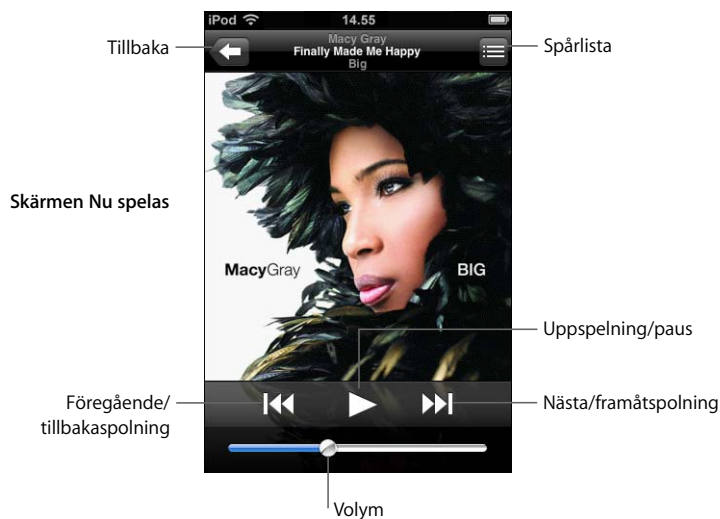 iPod 14.55
Macy Gray
Finally Made Me Happy
Big
Tillbaka
Spårlista
Skärmen Nu spelas
MacyGray
BIG
Uppspelning/paus
Föregående/
tillbakaspolning
Nästa/framåtspolning
Volym